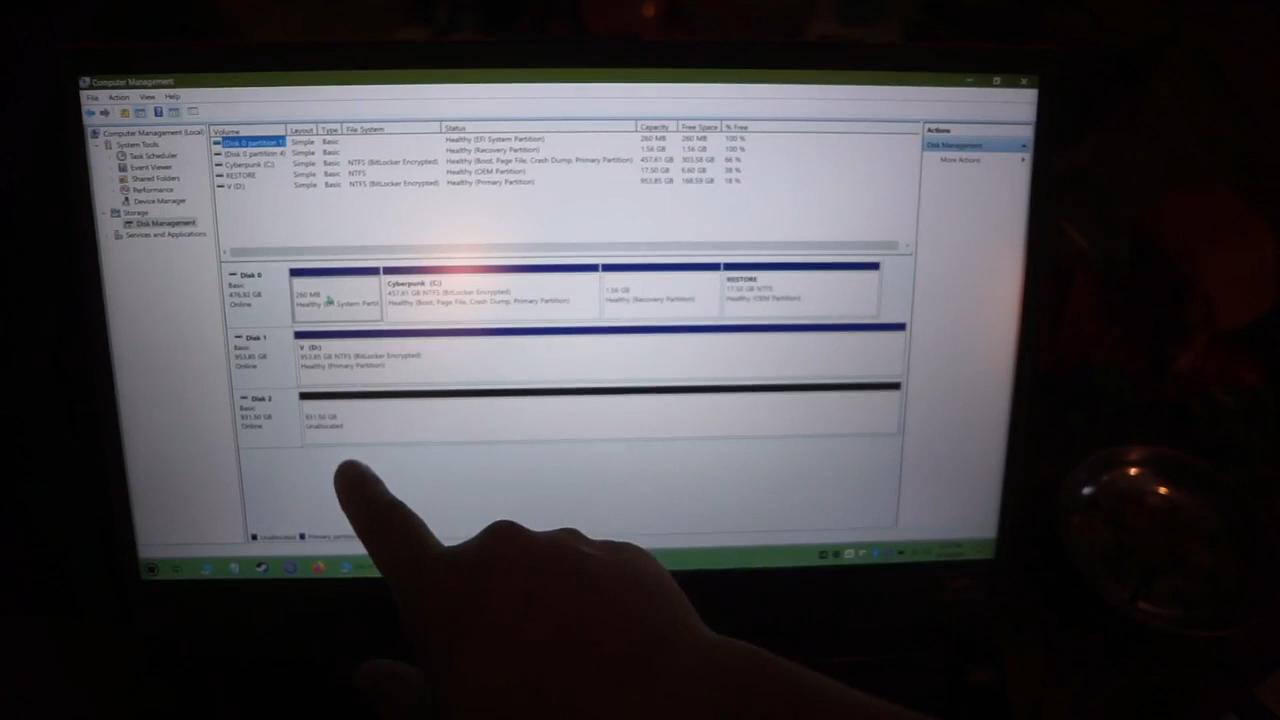 Computer Management
File Action View Help
Computer Management (Local)
System Tools
Task Scheduler
Event Viewer
Shared Folders
Performance
Device Manager
Storage
Disk Management
Services and Applications
Volume Layout Type File System Status Capacity Free Space % Free
(Disk 0 partition 1) Simple Basic Healthy (EFI System Partition) 260 MB 260 MB 100 %
(Disk 0 partition 4) Simple Basic Healthy (Recovery Partition) 1.56 GB 1.56 GB 100 %
Cyberpunk (C:) Simple Basic NTFS (BitLocker Encrypted) Healthy (Boot, Page File, Crash Dump, Primary Partition) 457.61 GB 303.58 GB 66 %
RESTORE Simple Basic NTFS Healthy (OEM Partition) 17.50 GB 6.60 GB 38 %
V (D:) Simple Basic NTFS (BitLocker Encrypted) Healthy (Primary Partition) 953.85 GB 168.59 GB 18 %
Actions
Disk Management
More Actions
Disk 0
Basic
476.92 GB
Online
260 MB
Healthy (EFI System Parti
Cyberpunk (C:)
457.61 GB NTFS (BitLocker Encrypted)
Healthy (Boot, Page File, Crash Dump, Primary Partition)
1.56 GB
Healthy (Recovery Partition)
RESTORE
17.50 GB NTFS
Healthy (OEM Partition)
Disk 1
Basic
953.85 GB
Online
V (D:)
953.85 GB NTFS (BitLocker Encrypted)
Healthy (Primary Partition)
Disk 2
Basic
931.50 GB
Online
931.50 GB
Unallocated
Unallocated Primary partition